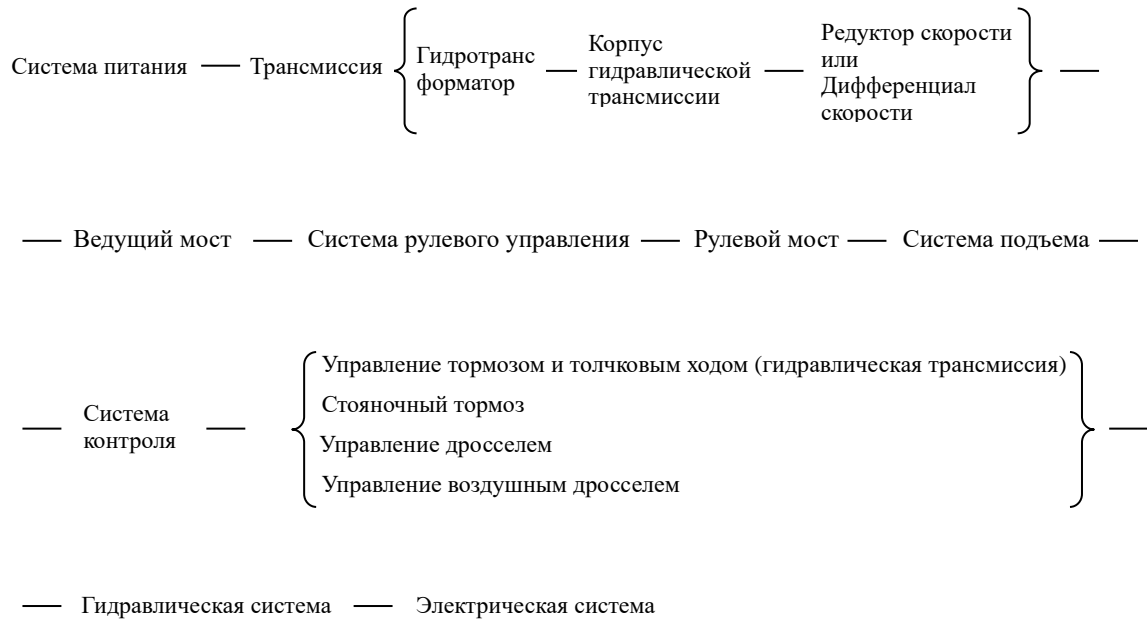 Система питания — Трансмиссия
Гидротранс
форматор
— Корпус
гидравлической
трансмиссии
— Редуктор скорости
или
Дифференциал
скорости
—
— Ведущий мост — Система рулевого управления — Рулевой мост — Система подъема —
— Система
контроля —
Управление тормозом и толчковым ходом (гидравлическая трансмиссия)
Стояночный тормоз
Управление дросселем
Управление воздушным дросселем
—
— Гидравлическая система — Электрическая система